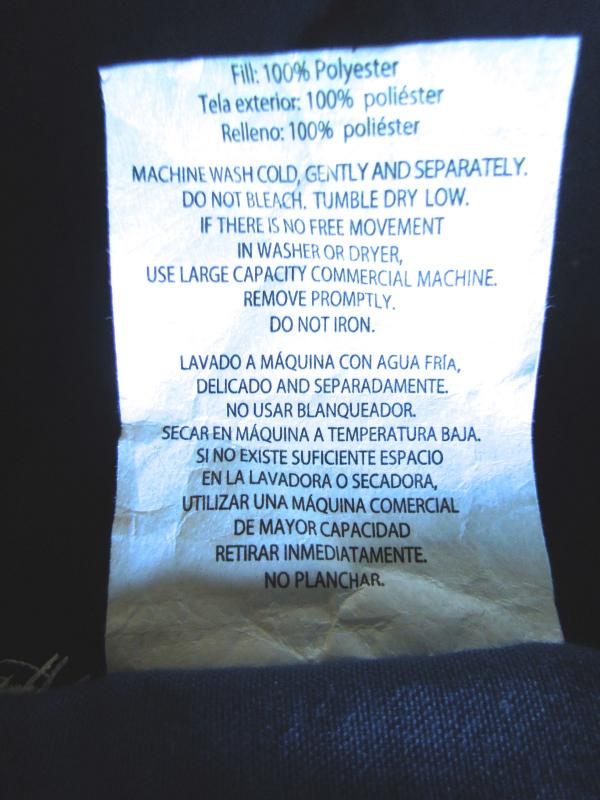 Fill: 100% Polyester
Tela exterior: 100% poliéster
Relleno: 100% poliéster
MACHINE WASH COLD, GENTLY AND SEPARATELY.
DO NOT BLEACH. TUMBLE DRY LOW.
IF THERE IS NO FREE MOVEMENT
IN WASHER OR DRYER,
USE LARGE CAPACITY COMMERCIAL MACHINE.
REMOVE PROMPTLY.
DO NOT IRON.
LAVADO A MÁQUINA CON AGUA FRÍA,
DELICADO AND SEPARADAMENTE.
NO USAR BLANQUEADOR.
SECAR EN MÁQUINA A TEMPERATURA BAJA.
SI NO EXISTE SUFICIENTE ESPACIO
EN LA LAVADORA O SECADORA,
UTILIZAR UNA MÁQUINA COMERCIAL
DE MAYOR CAPACIDAD
RETIRAR INMEDIATAMENTE.
NO PLANCHAR.